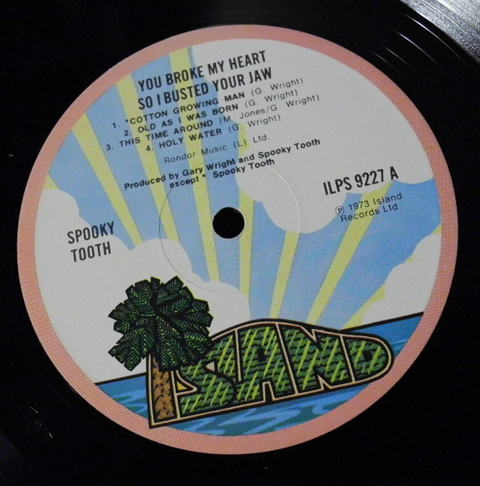 YOU BROKE MY HEART
SO I BUSTED YOUR JAW
1. *COTTON GROWING MAN (G. Wright)
2. OLD AS I WAS BORN (G. Wright)
3. THIS TIME AROUND (M. Jones/G. Wright)
4. HOLY WATER (G. Wright)
Rondor Music (L) Ltd.
Produced by Gary Wright and Spooky Tooth
except * Spooky Tooth
ILPS 9227 A
Ⓟ 1973 Island
Records Ltd
SPOOKY
TOOTH
ISLAND